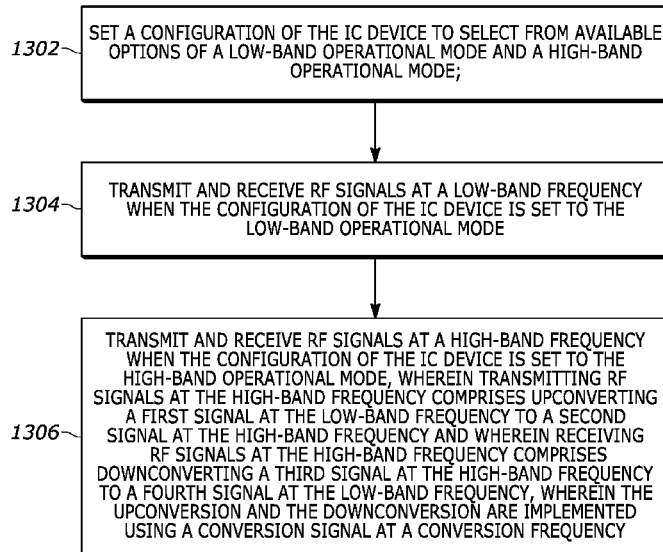 1302
SET A CONFIGURATION OF THE IC DEVICE TO SELECT FROM AVAILABLE
OPTIONS OF A LOW-BAND OPERATIONAL MODE AND A HIGH-BAND
OPERATIONAL MODE;
1304
TRANSMIT AND RECEIVE RF SIGNALS AT A LOW-BAND FREQUENCY
WHEN THE CONFIGURATION OF THE IC DEVICE IS SET TO THE
LOW-BAND OPERATIONAL MODE
1306
TRANSMIT AND RECEIVE RF SIGNALS AT A HIGH-BAND FREQUENCY
WHEN THE CONFIGURATION OF THE IC DEVICE IS SET TO THE
HIGH-BAND OPERATIONAL MODE, WHEREIN TRANSMITTING RF
SIGNALS AT THE HIGH-BAND FREQUENCY COMPRISES UPCONVERTING
A FIRST SIGNAL AT THE LOW-BAND FREQUENCY TO A SECOND
SIGNAL AT THE HIGH-BAND FREQUENCY AND WHEREIN RECEIVING
RF SIGNALS AT THE HIGH-BAND FREQUENCY COMPRISES
DOWNCONVERTING A THIRD SIGNAL AT THE HIGH-BAND FREQUENCY
TO A FOURTH SIGNAL AT THE LOW-BAND FREQUENCY, WHEREIN THE
UPCONVERSION AND THE DOWNCONVERSION ARE IMPLEMENTED
USING A CONVERSION SIGNAL AT A CONVERSION FREQUENCY